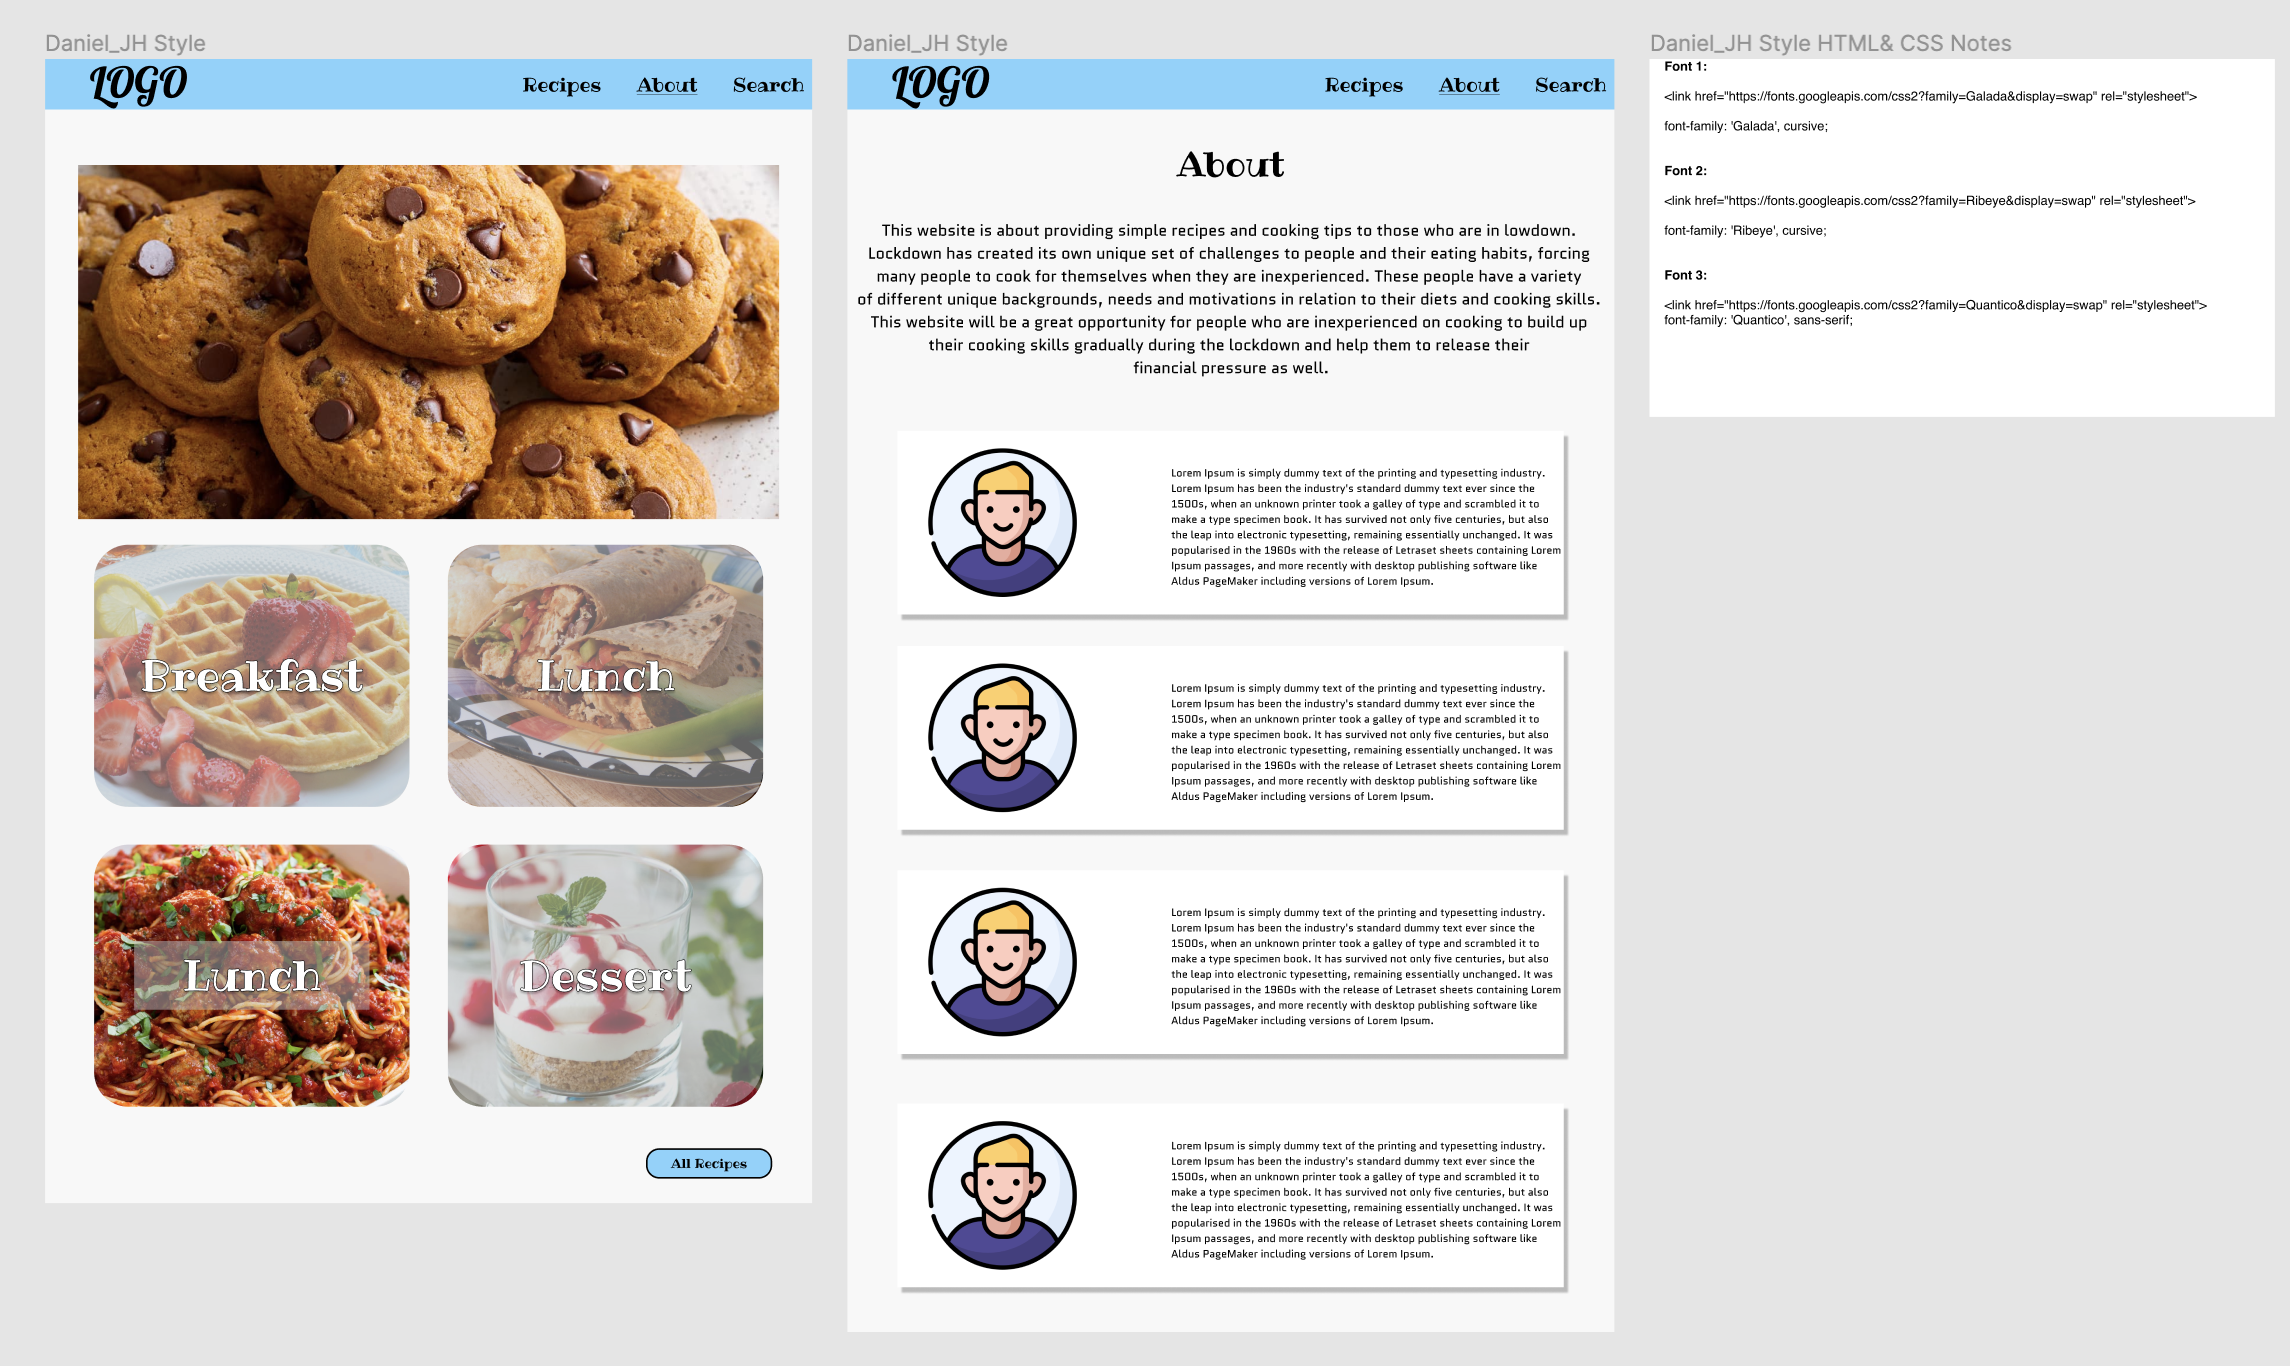 Daniel_JH Style
LOGO
Recipes About Search
Breakfast
Lunch
Lunch
Dessert
All Recipes
Daniel_JH Style
LOGO
Recipes About Search
About
This website is about providing simple recipes and cooking tips to those who are in lowdown.
Lockdown has created its own unique set of challenges to people and their eating habits, forcing
many people to cook for themselves when they are inexperienced. These people have a variety
of different unique backgrounds, needs and motivations in relation to their diets and cooking skills.
This website will be a great opportunity for people who are inexperienced on cooking to build up
their cooking skills gradually during the lockdown and help them to release their
financial pressure as well.
Lorem Ipsum is simply dummy text of the printing and typesetting industry.
Lorem Ipsum has been the industry's standard dummy text ever since the
1500s, when an unknown printer took a galley of type and scrambled it to
make a type specimen book. It has survived not only five centuries, but also
the leap into electronic typesetting, remaining essentially unchanged. It was
popularised in the 1960s with the release of Letraset sheets containing Lorem
Ipsum passages, and more recently with desktop publishing software like
Aldus PageMaker including versions of Lorem Ipsum.
Lorem Ipsum is simply dummy text of the printing and typesetting industry.
Lorem Ipsum has been the industry's standard dummy text ever since the
1500s, when an unknown printer took a galley of type and scrambled it to
make a type specimen book. It has survived not only five centuries, but also
the leap into electronic typesetting, remaining essentially unchanged. It was
popularised in the 1960s with the release of Letraset sheets containing Lorem
Ipsum passages, and more recently with desktop publishing software like
Aldus PageMaker including versions of Lorem Ipsum.
Lorem Ipsum is simply dummy text of the printing and typesetting industry.
Lorem Ipsum has been the industry's standard dummy text ever since the
1500s, when an unknown printer took a galley of type and scrambled it to
make a type specimen book. It has survived not only five centuries, but also
the leap into electronic typesetting, remaining essentially unchanged. It was
popularised in the 1960s with the release of Letraset sheets containing Lorem
Ipsum passages, and more recently with desktop publishing software like
Aldus PageMaker including versions of Lorem Ipsum.
Lorem Ipsum is simply dummy text of the printing and typesetting industry.
Lorem Ipsum has been the industry's standard dummy text ever since the
1500s, when an unknown printer took a galley of type and scrambled it to
make a type specimen book. It has survived not only five centuries, but also
the leap into electronic typesetting, remaining essentially unchanged. It was
popularised in the 1960s with the release of Letraset sheets containing Lorem
Ipsum passages, and more recently with desktop publishing software like
Aldus PageMaker including versions of Lorem Ipsum.
Daniel_JH Style HTML& CSS Notes
Font 1:
<link href="https://fonts.googleapis.com/css2?family=Galada&display=swap" rel="stylesheet">
font-family: 'Galada', cursive;
Font 2:
<link href="https://fonts.googleapis.com/css2?family=Ribeye&display=swap" rel="stylesheet">
font-family: 'Ribeye', cursive;
Font 3:
<link href="https://fonts.googleapis.com/css2?family=Quantico&display=swap" rel="stylesheet">
font-family: 'Quantico', sans-serif;